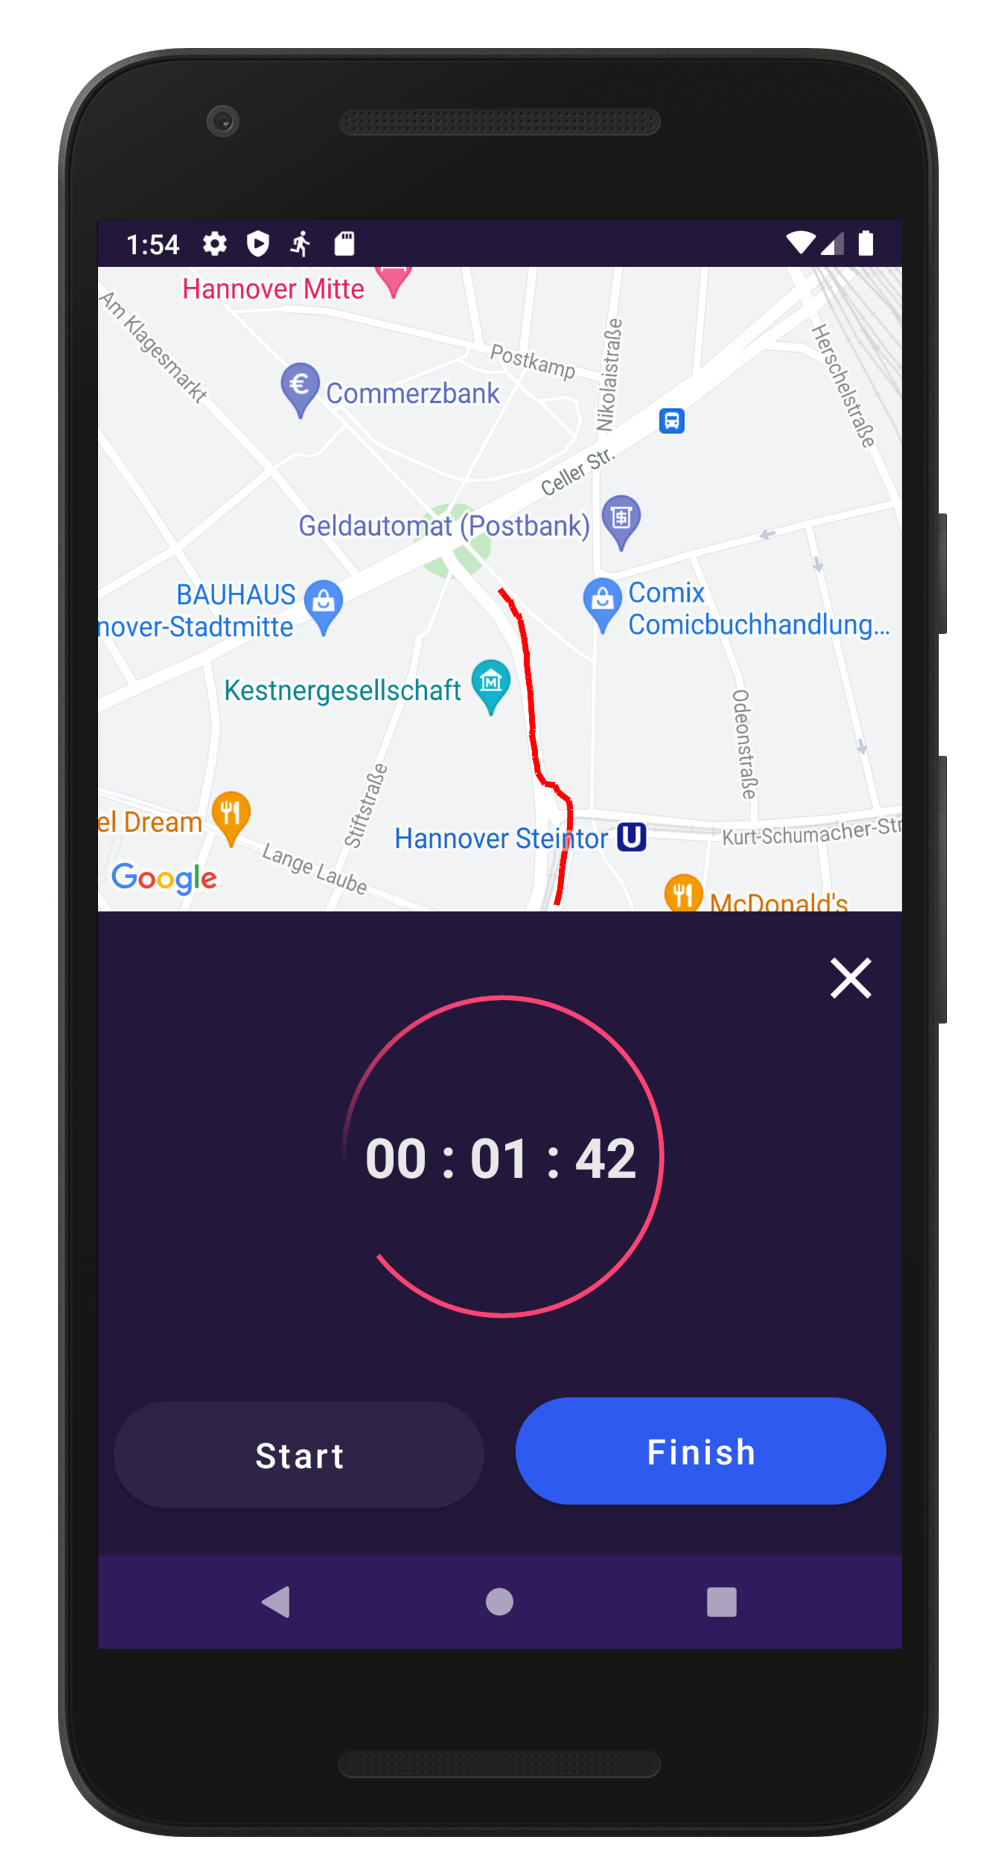 1:54
Hannover Mitte
Am Klagesmarkt
Postkamp
Nikolaistraße
Herschelstraße
Commerzbank
Celler Str.
Geldautomat (Postbank)
BAUHAUS
nover-Stadtmitte
Comix
Comicbuchhandlung...
Kestnergesellschaft
Odeonstraße
Stiftstraße
el Dream
Hannover Steintor
U
Kurt-Schumacher-Str
Lange Laube
Google
McDonald's
00 : 01 : 42
Start
Finish